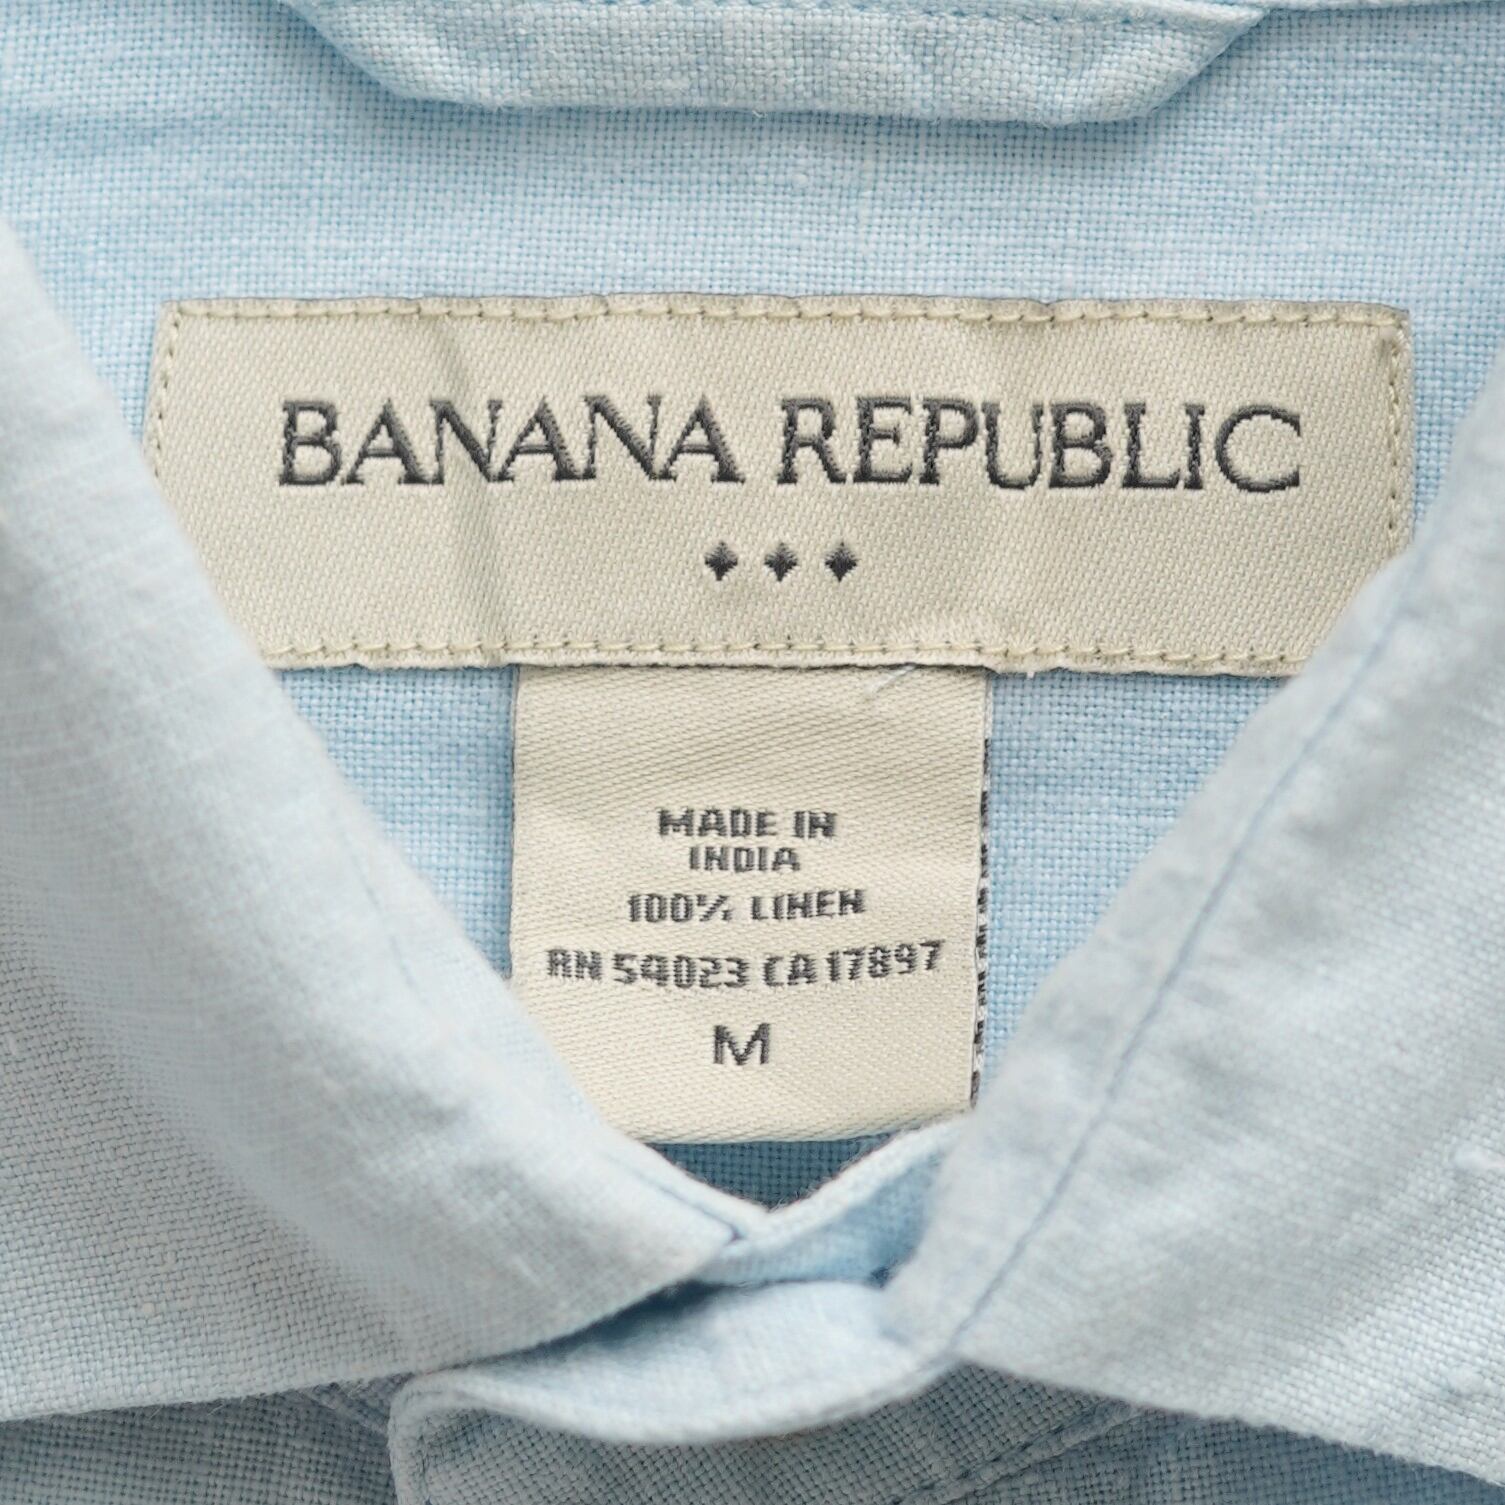 BANANA REPUBLIC
MADE IN
INDIA
100% LINEN
RN 54023 CA 17897
M